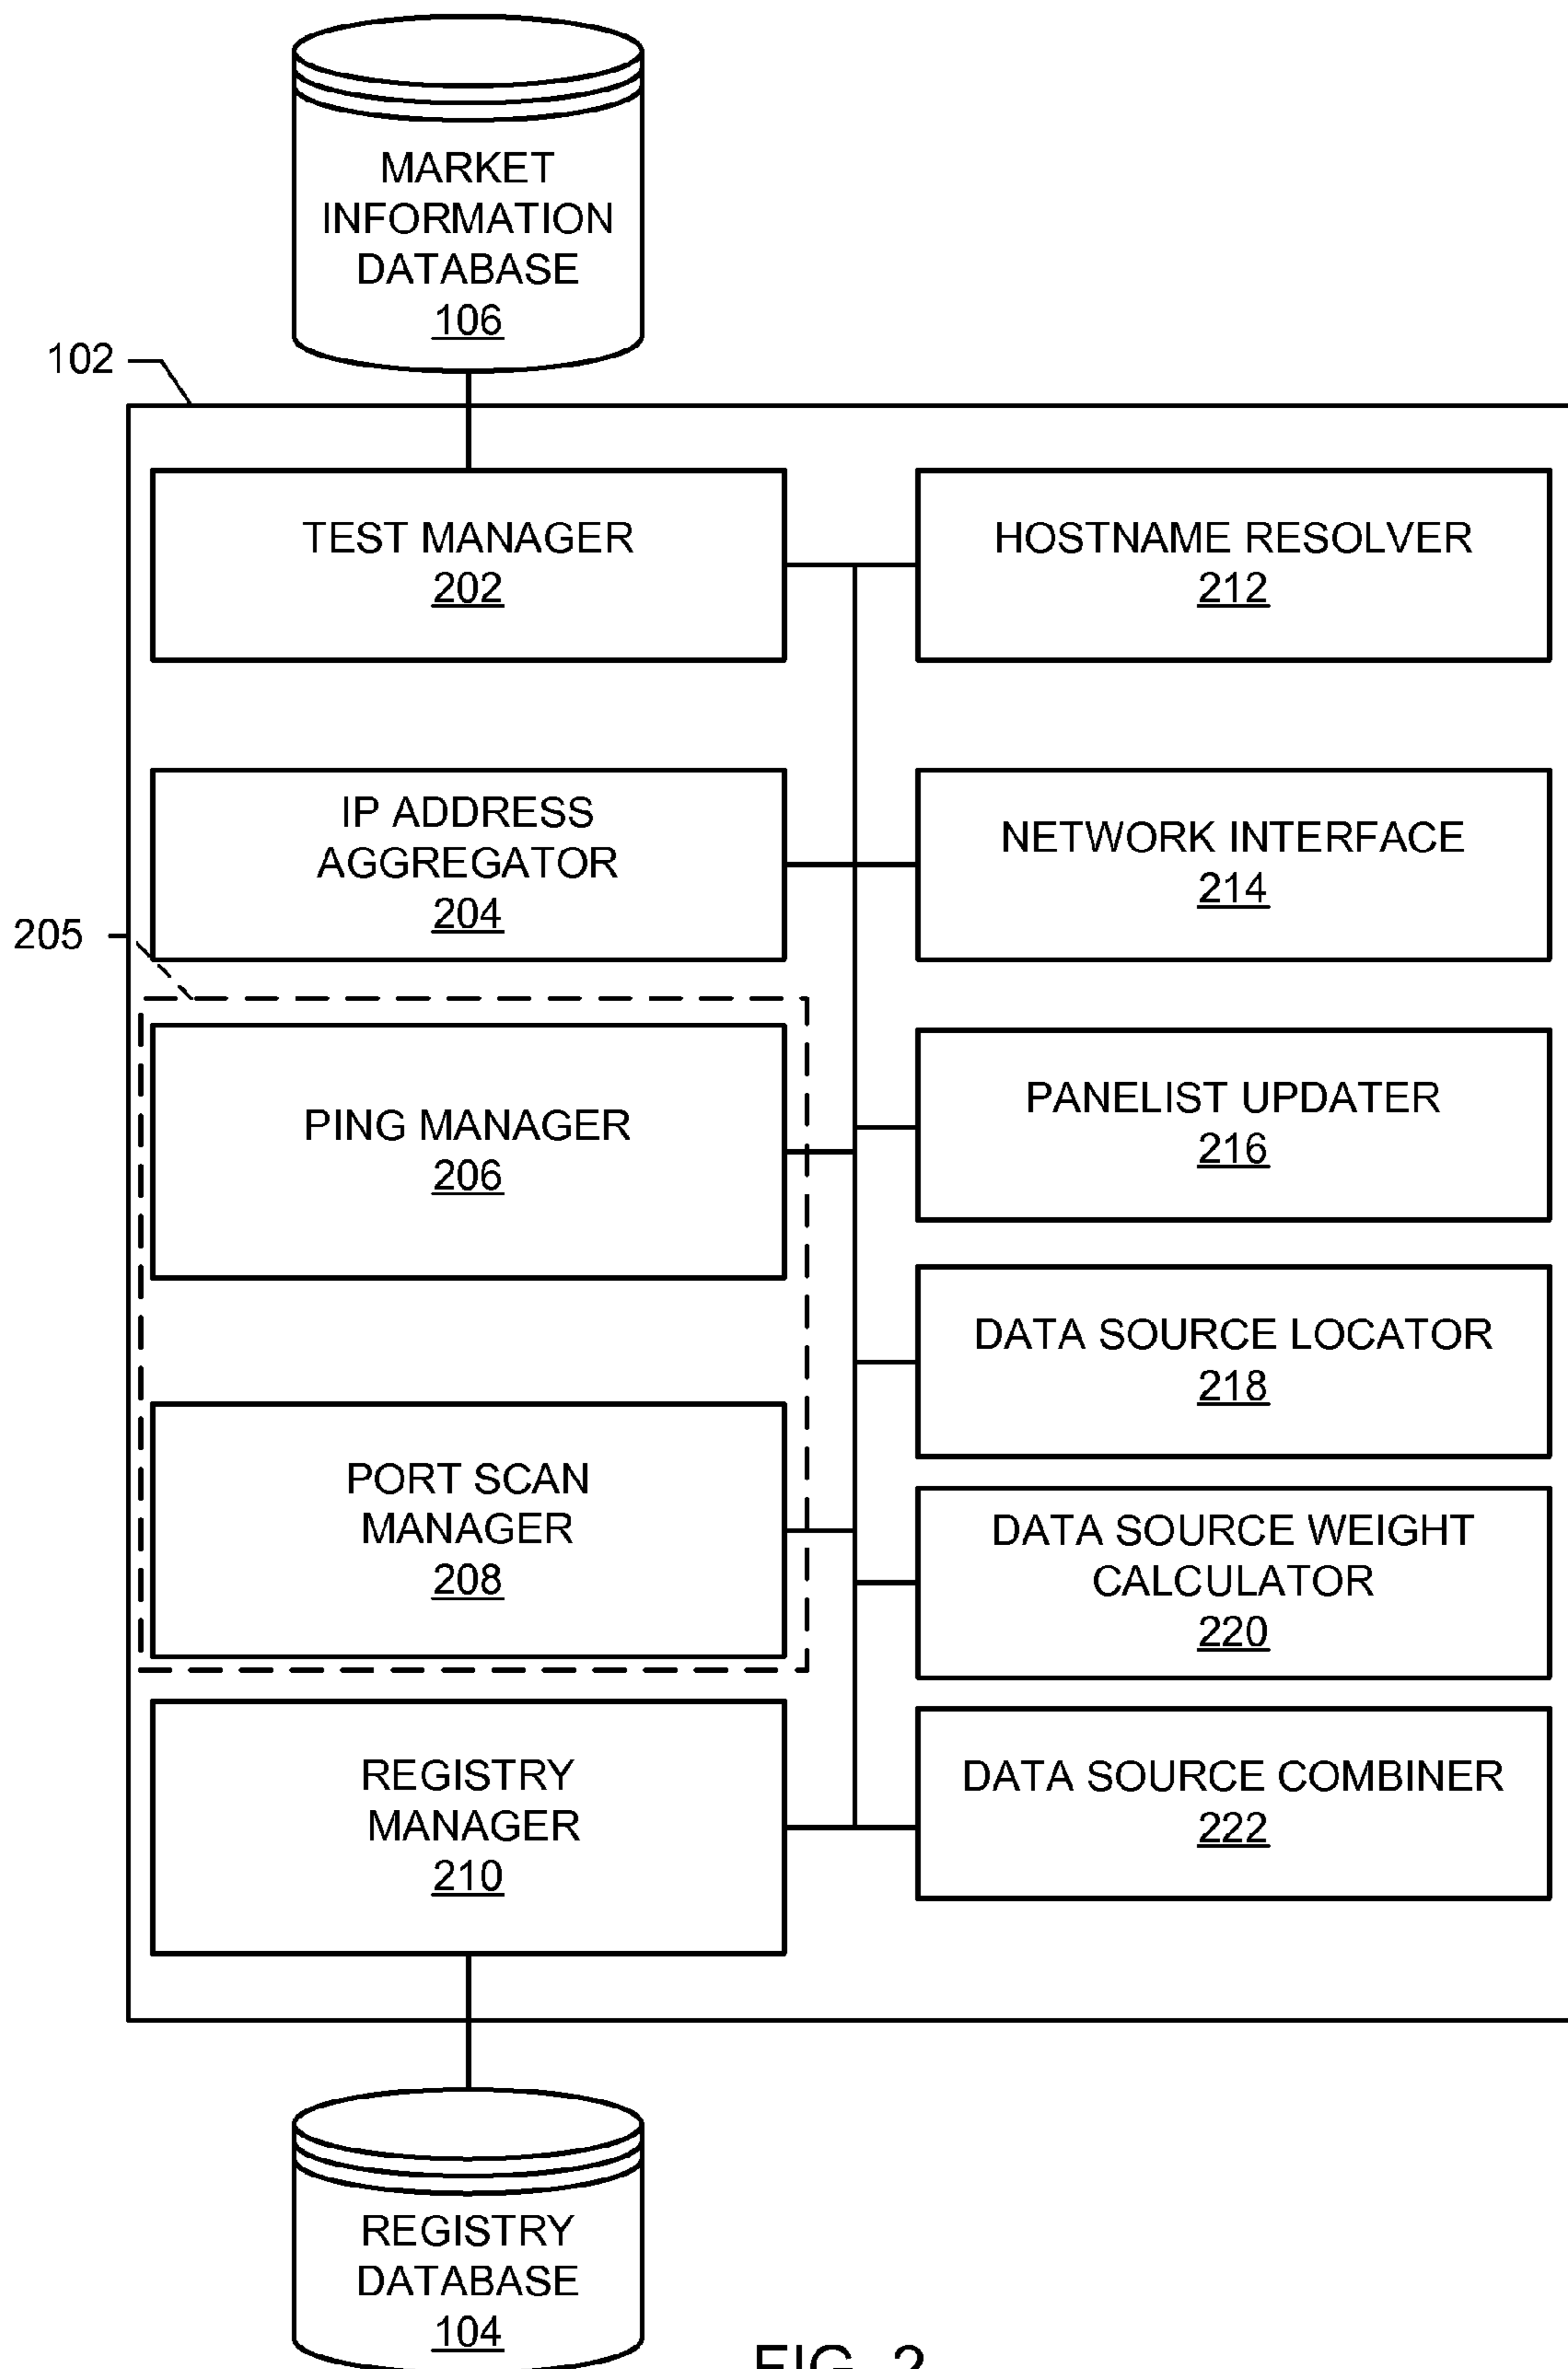 MARKET
INFORMATION
DATABASE
106
102
TEST MANAGER
202
HOSTNAME RESOLVER
212
IP ADDRESS
AGGREGATOR
204
NETWORK INTERFACE
214
205
PING MANAGER
206
PANELIST UPDATER
216
DATA SOURCE LOCATOR
218
PORT SCAN
MANAGER
208
DATA SOURCE WEIGHT
CALCULATOR
220
REGISTRY
MANAGER
210
DATA SOURCE COMBINER
222
REGISTRY
DATABASE
104
FIG. 2